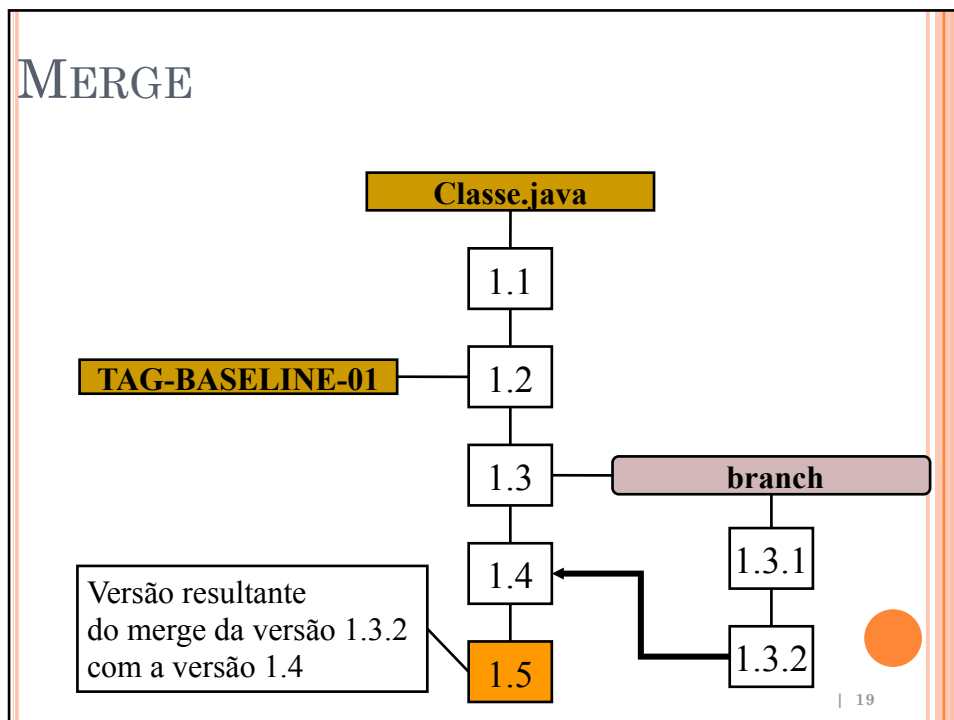 MERGE
Classe.java
1.1
TAG-BASELINE-01
1.2
1.3
branch
1.4
1.3.1
Versão resultante
do merge da versão 1.3.2
com a versão 1.4
1.5
1.3.2
| 19